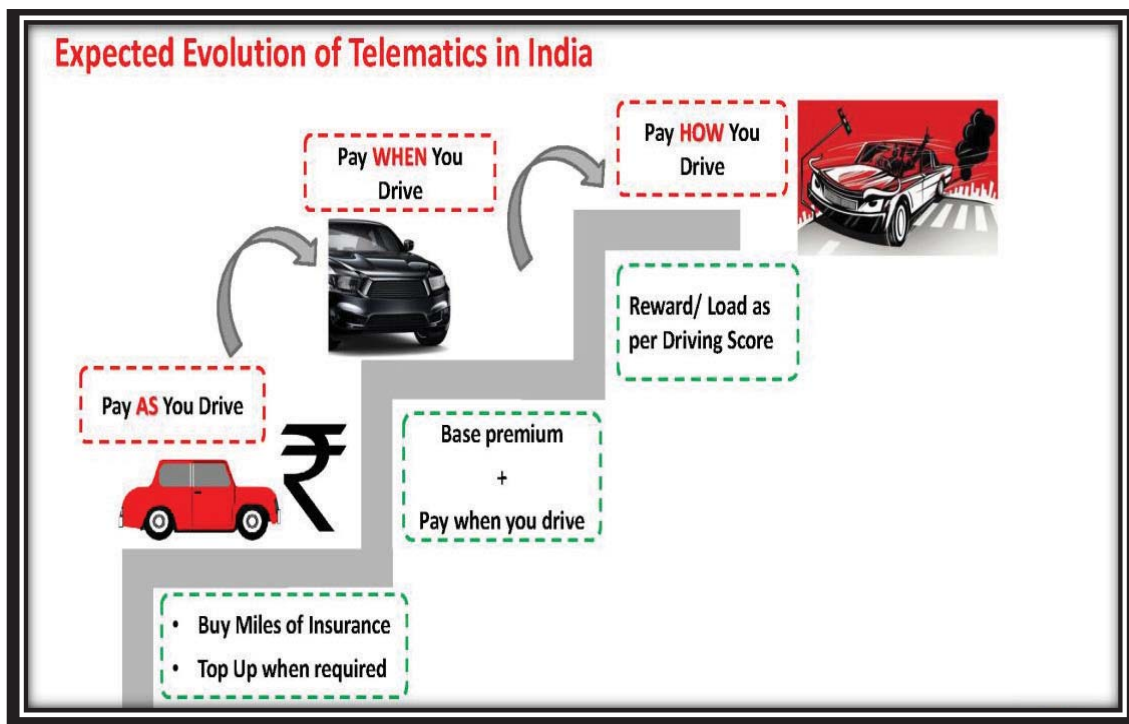 Expected Evolution of Telematics in India
Pay HOW You
Drive
Pay WHEN You
Drive
Reward/ Load as
per Driving Score
Pay AS You Drive
₹
Base premium
+
Pay when you drive
• Buy Miles of Insurance
• Top Up when required